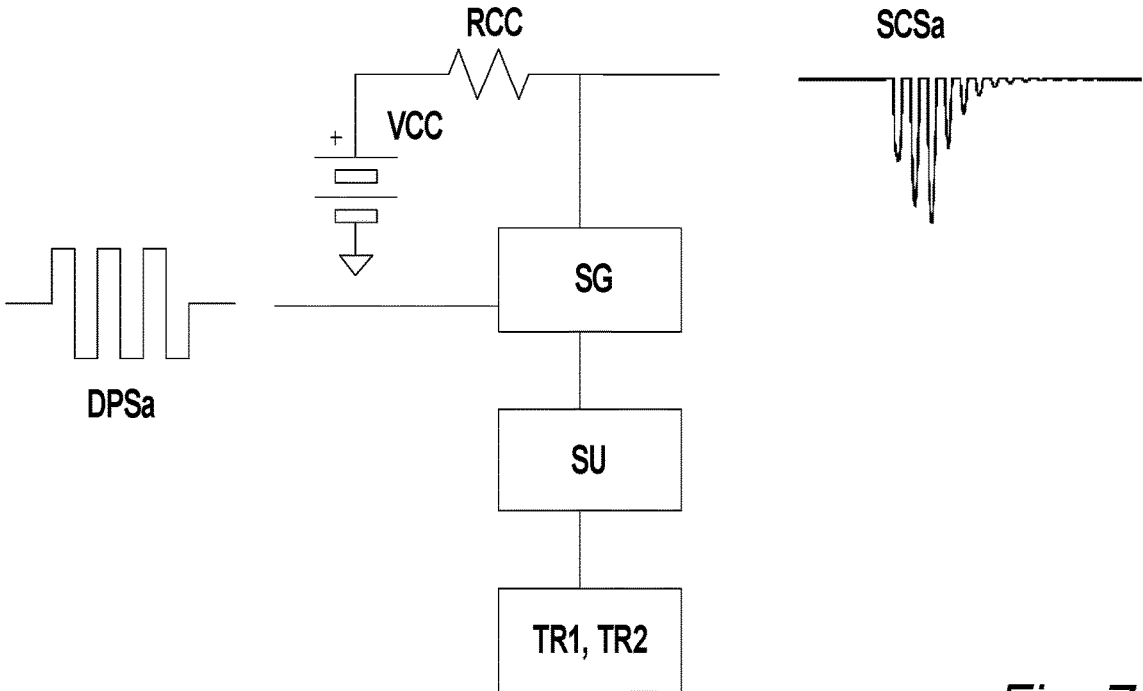 RCC
SCSa
+
VCC
SG
DPSa
SU
TR1, TR2